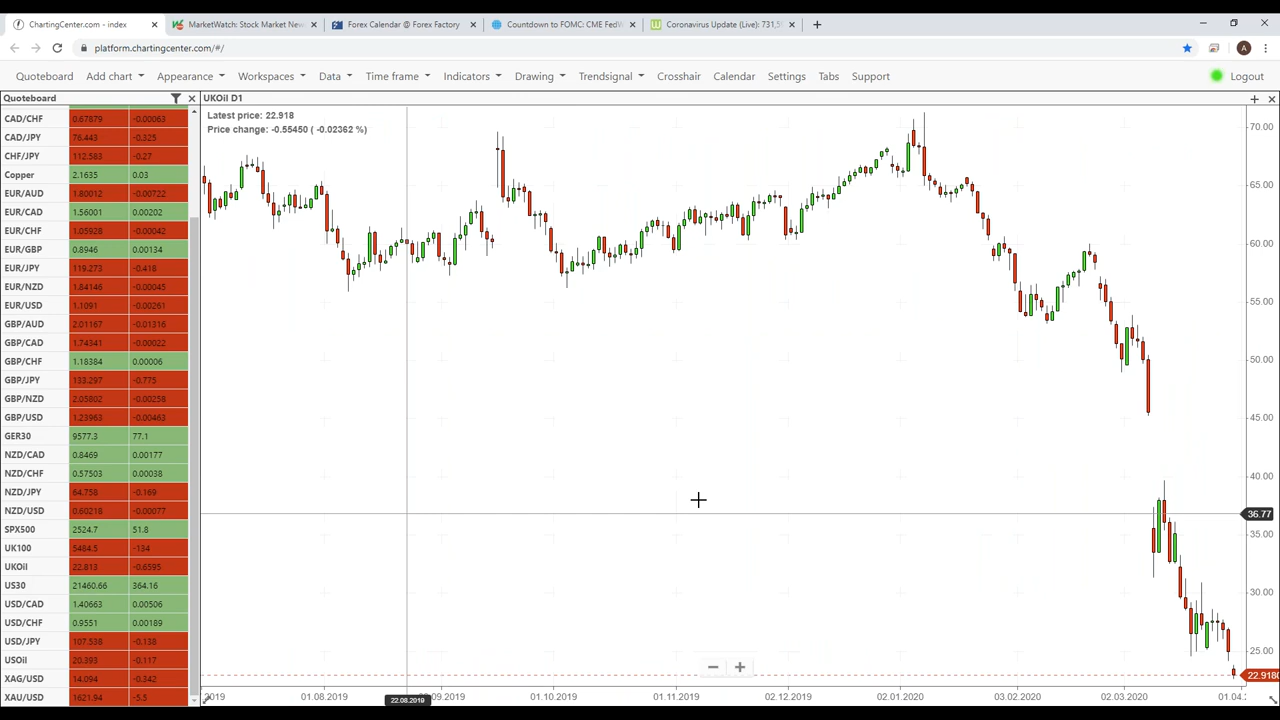 ChartingCenter.com - index
MarketWatch: Stock Market New
Forex Calendar @ Forex Factory
Countdown to FOMC: CME FedW
Coronavirus Update (Live): 731,5
platform.chartingcenter.com/#/
A
Quoteboard Add chart Appearance Workspaces Data Time frame Indicators Drawing Trendsignal Crosshair Calendar Settings Tabs Support Logout
Quoteboard
UKOil D1
Latest price: 22.918
Price change: -0.55450 ( -0.02362 %)
CAD/CHF 0.67879 -0.00063
CAD/JPY 76.443 -0.325
CHF/JPY 112.583 -0.27
Copper 2.1635 0.03
EUR/AUD 1.80012 -0.00722
EUR/CAD 1.56001 0.00202
EUR/CHF 1.05928 -0.00042
EUR/GBP 0.8946 0.00134
EUR/JPY 119.273 -0.418
EUR/NZD 1.84146 -0.00045
EUR/USD 1.1091 -0.00261
GBP/AUD 2.01167 -0.01316
GBP/CAD 1.74341 -0.00022
GBP/CHF 1.18384 0.00006
GBP/JPY 133.297 -0.775
GBP/NZD 2.05802 -0.00258
GBP/USD 1.23963 -0.00463
GER30 9577.3 77.1
NZD/CAD 0.8469 0.00177
NZD/CHF 0.57503 0.00038
NZD/JPY 64.758 -0.169
NZD/USD 0.60218 -0.00077
SPX500 2524.7 51.8
UK100 5484.5 -134
UKOil 22.813 -0.6595
US30 21460.66 364.16
USD/CAD 1.40663 0.00506
USD/CHF 0.9551 0.00189
USD/JPY 107.538 -0.138
USOil 20.393 -0.117
XAG/USD 14.094 -0.342
XAU/USD 1621.94 -5.5
70.00
65.00
60.00
55.00
50.00
45.00
40.00
36.77
35.00
30.00
25.00
22.9180
2019 01.08.2019 22.08.2019 09.2019 01.10.2019 01.11.2019 02.12.2019 02.01.2020 03.02.2020 02.03.2020 01.04.2